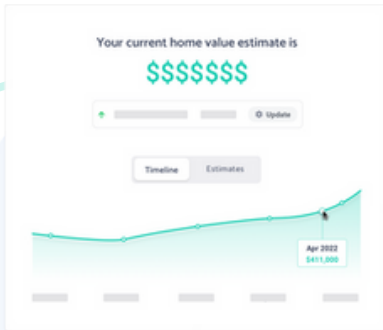 Your current home value estimate is
$$$$$$$
Update
Timeline Estimates
Apr 2022
$411,000